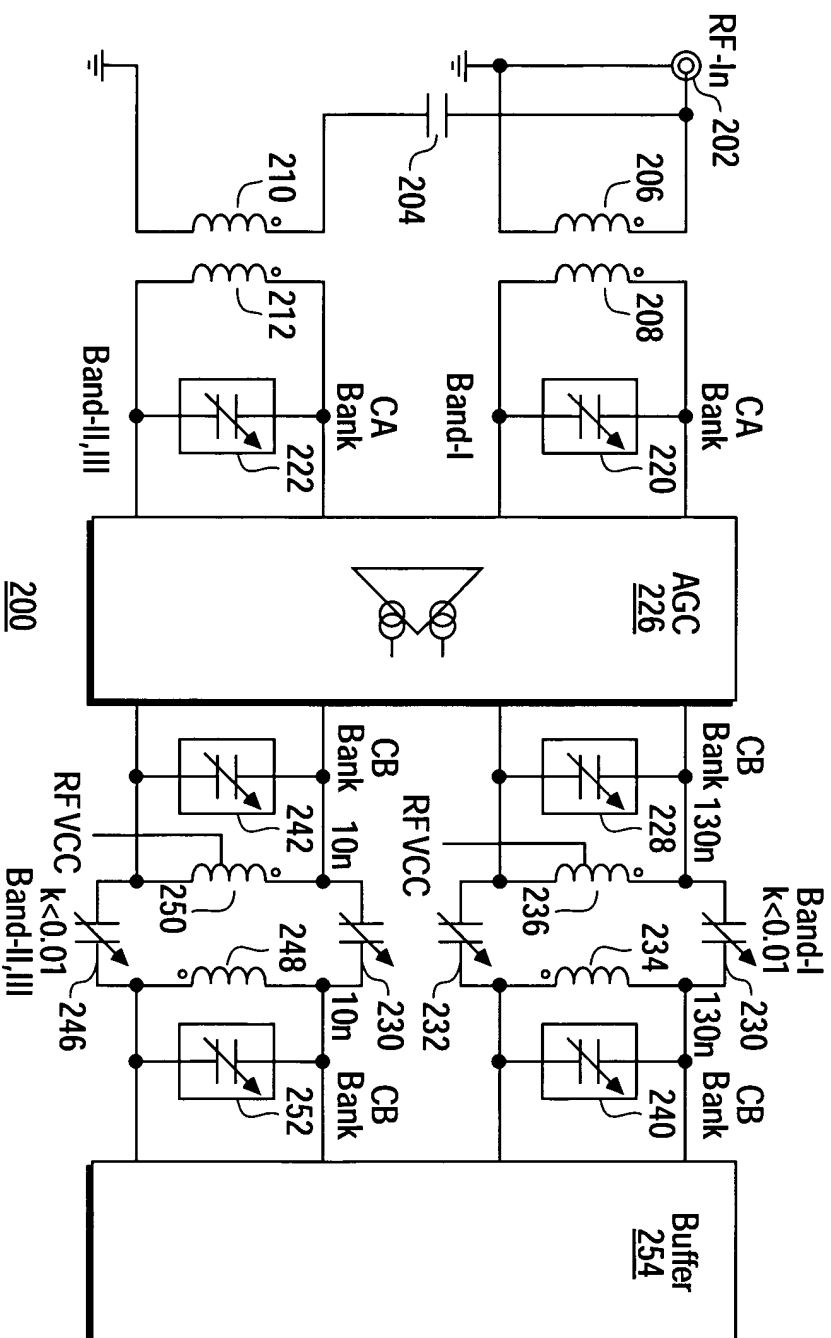 RF-In
202
204
206
208
210
212
CA
Bank
220
Band-I
CA
Bank
222
Band-II,III
AGC
226
200
CB
Bank
228
130n
Band-I
k<0.01
230
236
234
RFVCC
232
130n
CB
Bank
240
CB
Bank
242
10n
230
250
248
RFVCC
246
k<0.01
Band-II,III
10n
CB
Bank
252
Buffer
254